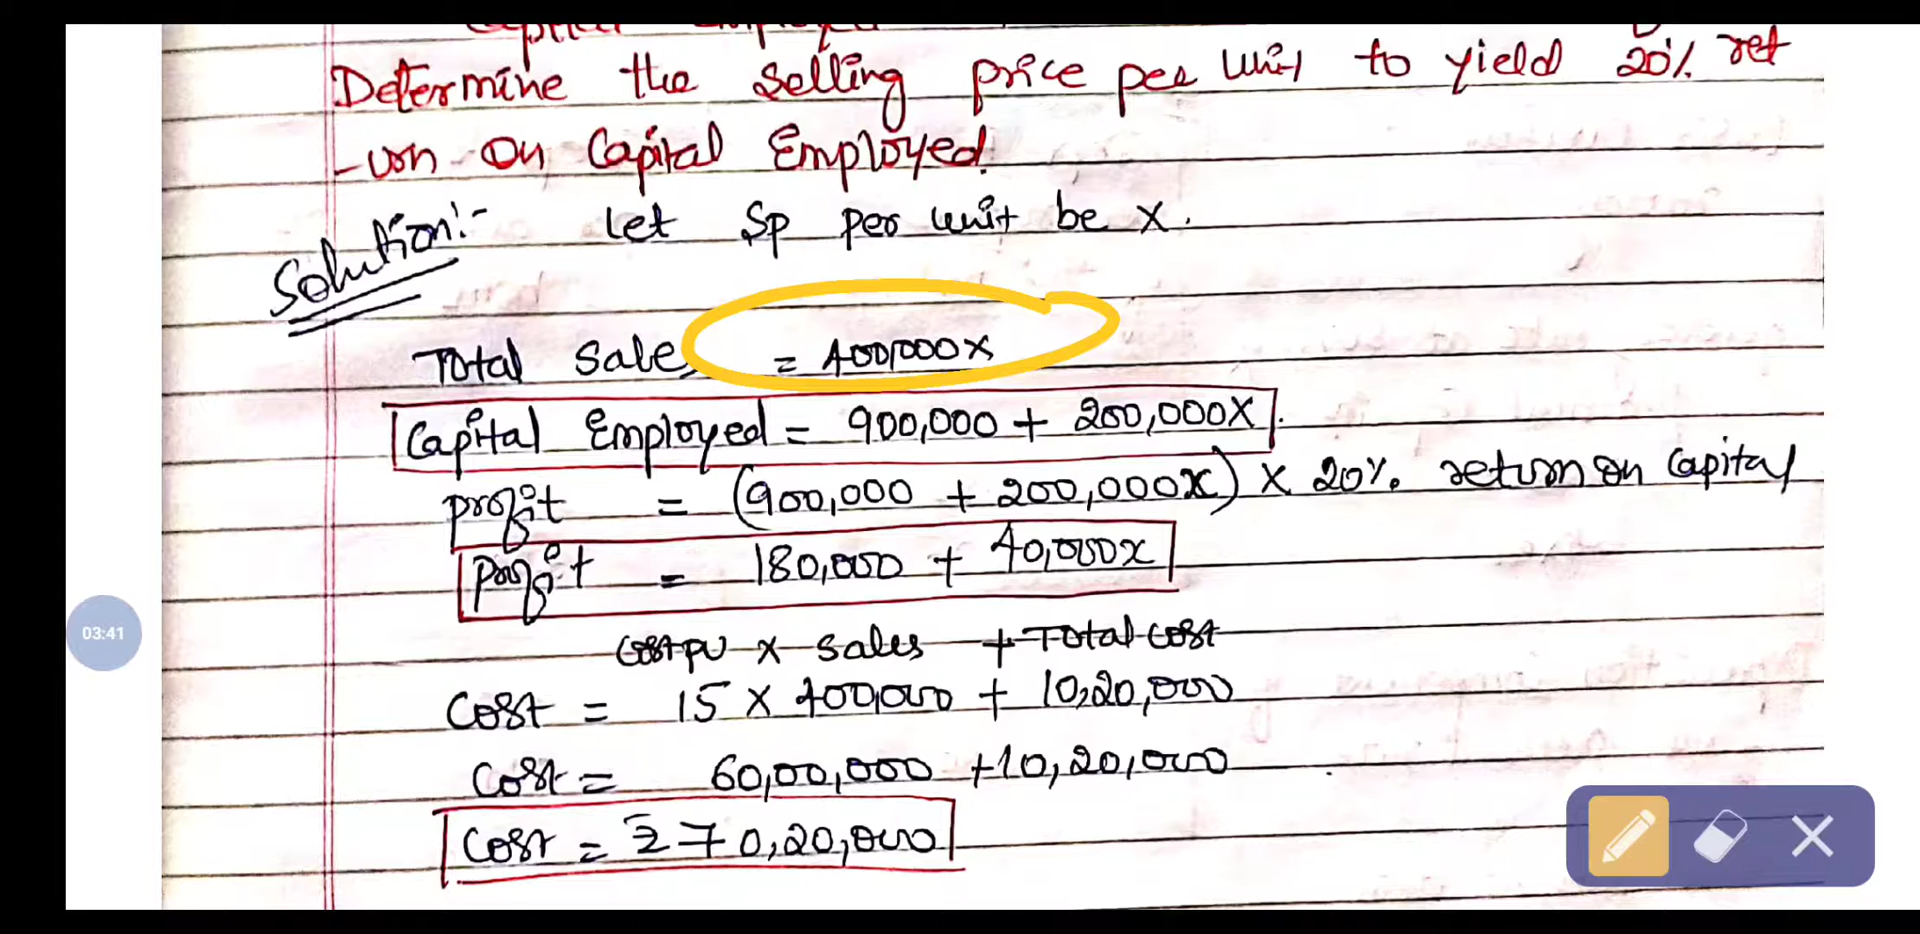 Determine the selling price per unit to yield 20% ret
-urn on Capital Employed.
Solution:- Let Sp per unit be x.
Total Sales = 400,000x
Capital Employed = 900,000 + 200,000x.
profit = (900,000 + 200,000x) x 20% return on Capital
profit = 180,000 + 40,000x
Cost pu x sales + Total cost
Cost = 15 x 400,000 + 10,20,000
Cost = 60,00,000 + 10,20,000
Cost = ₹ 70,20,000
03:41